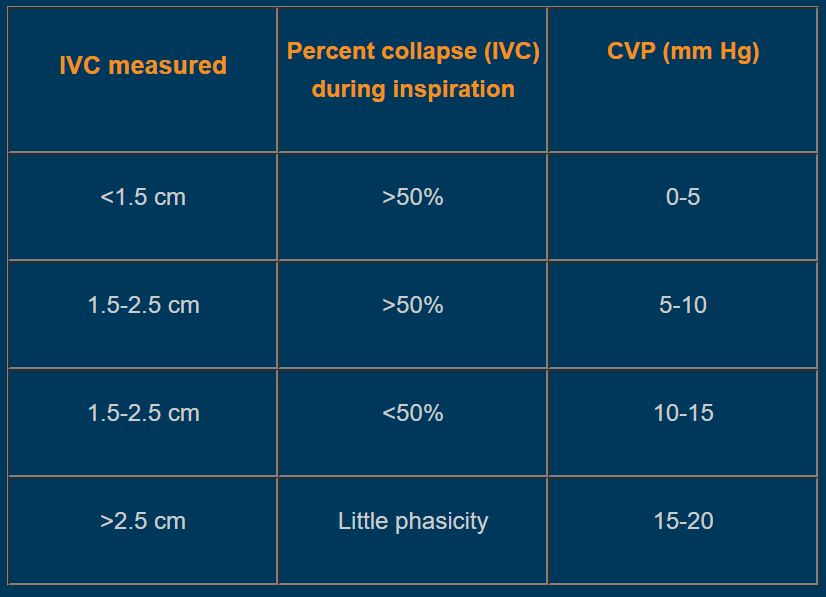 IVC measured
Percent collapse (IVC)
during inspiration
CVP (mm Hg)
<1.5 cm
>50%
0-5
1.5-2.5 cm
>50%
5-10
1.5-2.5 cm
<50%
10-15
>2.5 cm
Little phasicity
15-20